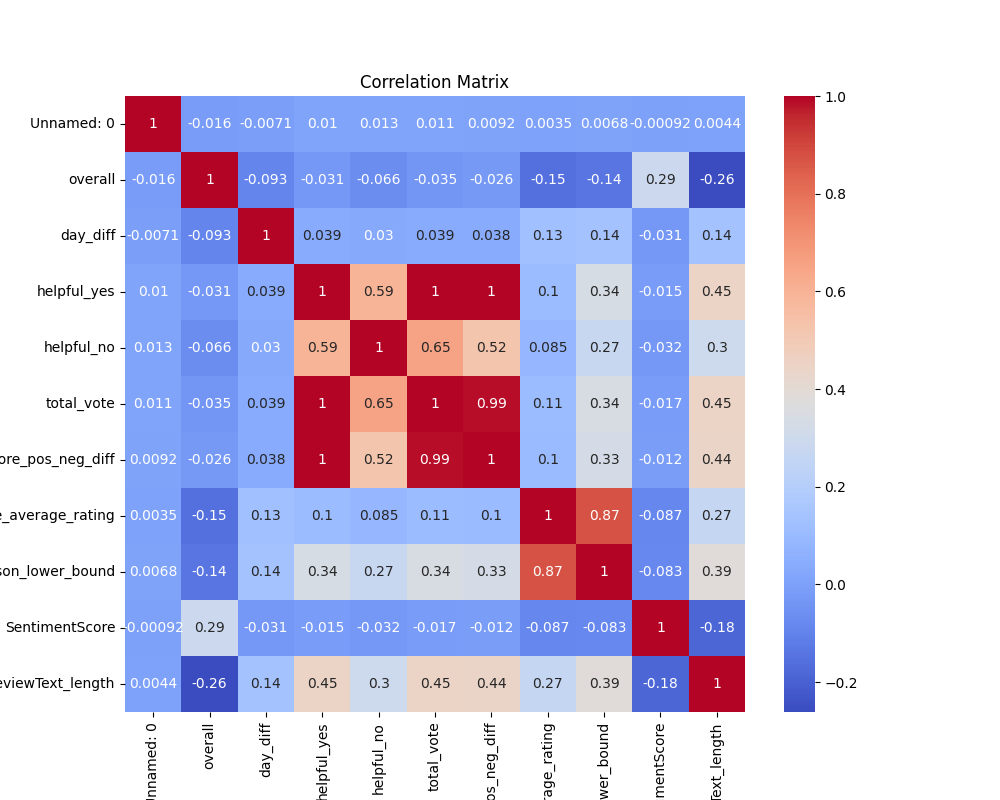 Correlation Matrix
Unnamed: 0 1 -0.016 -0.0071 0.01 0.013 0.011 0.0092 0.0035 0.0068 -0.00092 0.0044
overall -0.016 1 -0.093 -0.031 -0.066 -0.035 -0.026 -0.15 -0.14 0.29 -0.26
day_diff -0.0071 -0.093 1 0.039 0.03 0.039 0.038 0.13 0.14 -0.031 0.14
helpful_yes 0.01 -0.031 0.039 1 0.59 1 1 0.1 0.34 -0.015 0.45
helpful_no 0.013 -0.066 0.03 0.59 1 0.65 0.52 0.085 0.27 -0.032 0.3
total_vote 0.011 -0.035 0.039 1 0.65 1 0.99 0.11 0.34 -0.017 0.45
ore_pos_neg_diff 0.0092 -0.026 0.038 1 0.52 0.99 1 0.1 0.33 -0.012 0.44
e_average_rating 0.0035 -0.15 0.13 0.1 0.085 0.11 0.1 1 0.87 -0.087 0.27
son_lower_bound 0.0068 -0.14 0.14 0.34 0.27 0.34 0.33 0.87 1 -0.083 0.39
SentimentScore -0.00092 0.29 -0.031 -0.015 -0.032 -0.017 -0.012 -0.087 -0.083 1 -0.18
eviewText_length 0.0044 -0.26 0.14 0.45 0.3 0.45 0.44 0.27 0.39 -0.18 1
Unnamed: 0
overall
day_diff
helpful_yes
helpful_no
total_vote
os_neg_diff
rage_rating
wer_bound
mentScore
Text_length
1.0
0.8
0.6
0.4
0.2
0.0
−0.2